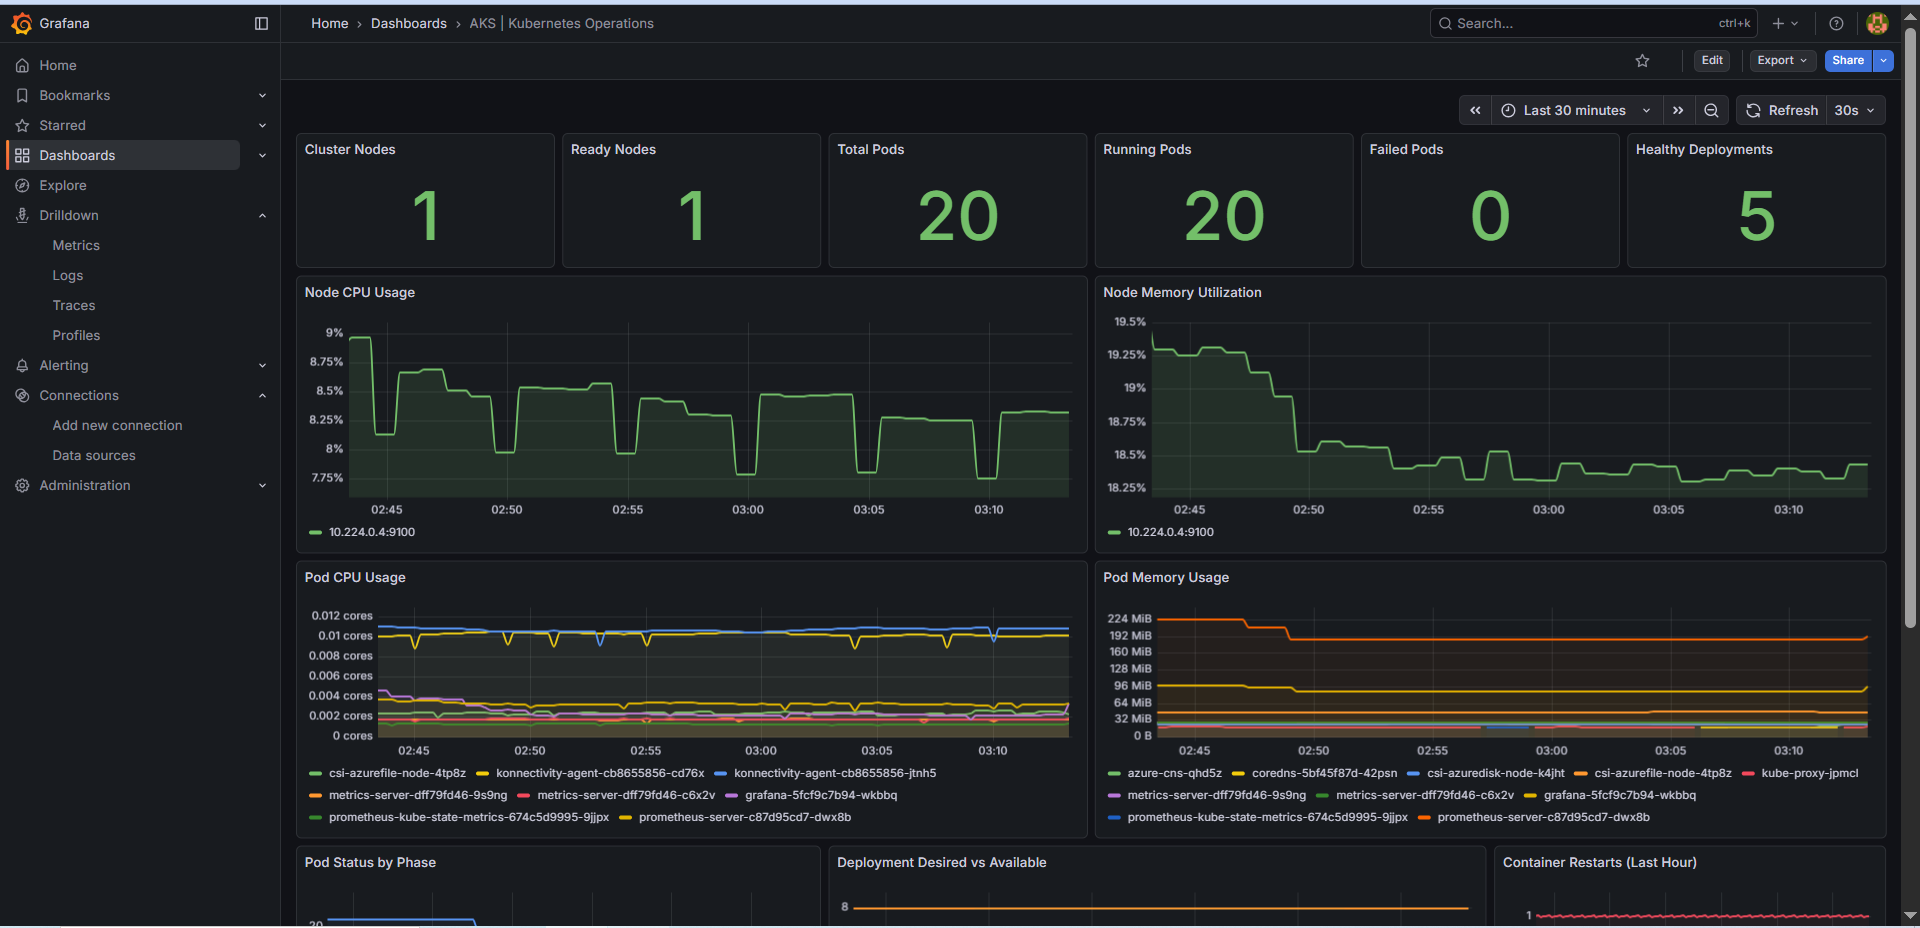 Grafana
Home › Dashboards › AKS | Kubernetes Operations
Search... ctrl+k
Edit Export Share
Home
Bookmarks
Starred
Dashboards
Explore
Drilldown
Metrics
Logs
Traces
Profiles
Alerting
Connections
Add new connection
Data sources
Administration
Last 30 minutes Refresh 30s
Cluster Nodes
1
Ready Nodes
1
Total Pods
20
Running Pods
20
Failed Pods
0
Healthy Deployments
5
Node CPU Usage
9%
8.75%
8.5%
8.25%
8%
7.75%
02:45 02:50 02:55 03:00 03:05 03:10
10.224.0.4:9100
Node Memory Utilization
19.5%
19.25%
19%
18.75%
18.5%
18.25%
02:45 02:50 02:55 03:00 03:05 03:10
10.224.0.4:9100
Pod CPU Usage
0.012 cores
0.01 cores
0.008 cores
0.006 cores
0.004 cores
0.002 cores
0 cores
02:45 02:50 02:55 03:00 03:05 03:10
csi-azurefile-node-4tp8z konnectivity-agent-cb8655856-cd76x konnectivity-agent-cb8655856-jtnh5
metrics-server-dff79fd46-9s9ng metrics-server-dff79fd46-c6x2v grafana-5fcf9c7b94-wkbbq
prometheus-kube-state-metrics-674c5d9995-9jjpx prometheus-server-c87d95cd7-dwx8b
Pod Memory Usage
224 MiB
192 MiB
160 MiB
128 MiB
96 MiB
64 MiB
32 MiB
0 B
02:45 02:50 02:55 03:00 03:05 03:10
azure-cns-qhd5z coredns-5bf45f87d-42psn csi-azuredisk-node-k4jht csi-azurefile-node-4tp8z kube-proxy-jpmcl
metrics-server-dff79fd46-9s9ng metrics-server-dff79fd46-c6x2v grafana-5fcf9c7b94-wkbbq
prometheus-kube-state-metrics-674c5d9995-9jjpx prometheus-server-c87d95cd7-dwx8b
Pod Status by Phase
20
Deployment Desired vs Available
8
Container Restarts (Last Hour)
1